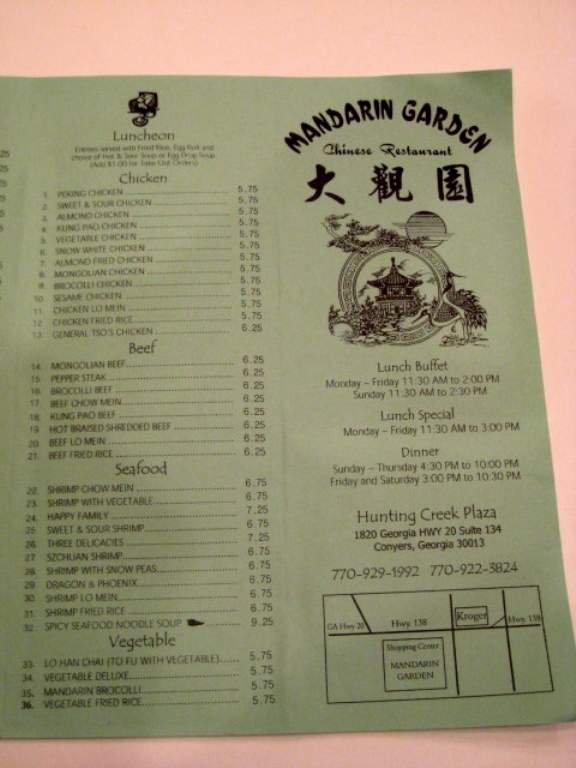 Luncheon
Entrees served with Fried Rice, Egg Roll and
choice of Hot & Sour Soup or Egg Drop Soup
(Add $1.00 for Take Out Orders)
Chicken
1. PEKING CHICKEN 5.75
2. SWEET & SOUR CHICKEN 5.75
3. ALMOND CHICKEN 5.75
4. KUNG PAO CHICKEN 5.75
5. VEGETABLE CHICKEN 5.75
6. SNOW WHITE CHICKEN 5.75
7. ALMOND FRIED CHICKEN 5.75
8. MONGOLIAN CHICKEN 5.75
9. BROCOLLI CHICKEN 5.75
10. SESAME CHICKEN 5.75
11. CHICKEN LO MEIN 5.75
12. CHICKEN FRIED RICE 5.75
13. GENERAL TSO'S CHICKEN 6.25
Beef
14. MONGOLIAN BEEF 6.25
15. PEPPER STEAK 6.25
16. BROCOLLI BEEF 6.25
17. BEEF CHOW MEIN 6.25
18. KUNG PAO BEEF 6.25
19. HOT BRAISED SHREDDED BEEF 6.25
20. BEEF LO MEIN 6.25
21. BEEF FRIED RICE 6.25
Seafood
22. SHRIMP CHOW MEIN 6.75
23. SHRIMP WITH VEGETABLE 6.75
24. HAPPY FAMILY 7.25
25. SWEET & SOUR SHRIMP 6.75
26. THREE DELICACIES 7.25
27. SZCHUAN SHRIMP 6.75
28. SHRIMP WITH SNOW PEAS 6.75
29. DRAGON & PHOENIX 6.75
30. SHRIMP LO MEIN 6.75
31. SHRIMP FRIED RICE 6.75
32. SPICY SEAFOOD NOODLE SOUP 9.25
Vegetable
33. LO HAN CHAI (TO FU WITH VEGETABLE) 5.75
34. VEGETABLE DELUXE 5.75
35. MANDARIN BROCOLLI 5.75
36. VEGETABLE FRIED RICE 5.75
MANDARIN GARDEN
Chinese Restaurant
大觀園
Lunch Buffet
Monday – Friday 11:30 AM to 2:00 PM
Sunday 11:30 AM to 2:30 PM
Lunch Special
Monday – Friday 11:30 AM to 3:00 PM
Dinner
Sunday – Thursday 4:30 PM to 10:00 PM
Friday and Saturday 3:00 PM to 10:30 PM
Hunting Creek Plaza
1820 Georgia HWY 20 Suite 134
Conyers, Georgia 30013
770-929-1992 770-922-3824
GA Hwy 20
Hwy. 138
Kroger
Hwy. 138
Shopping Center
MANDARIN
GARDEN